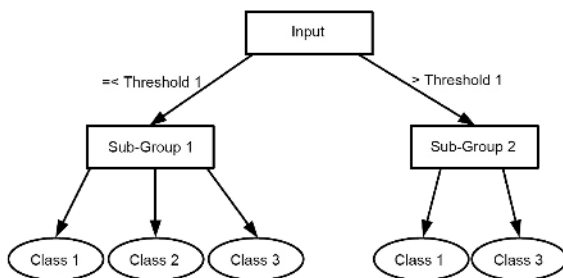 Input
=< Threshold 1
> Threshold 1
Sub-Group 1
Sub-Group 2
Class 1
Class 2
Class 3
Class 1
Class 3